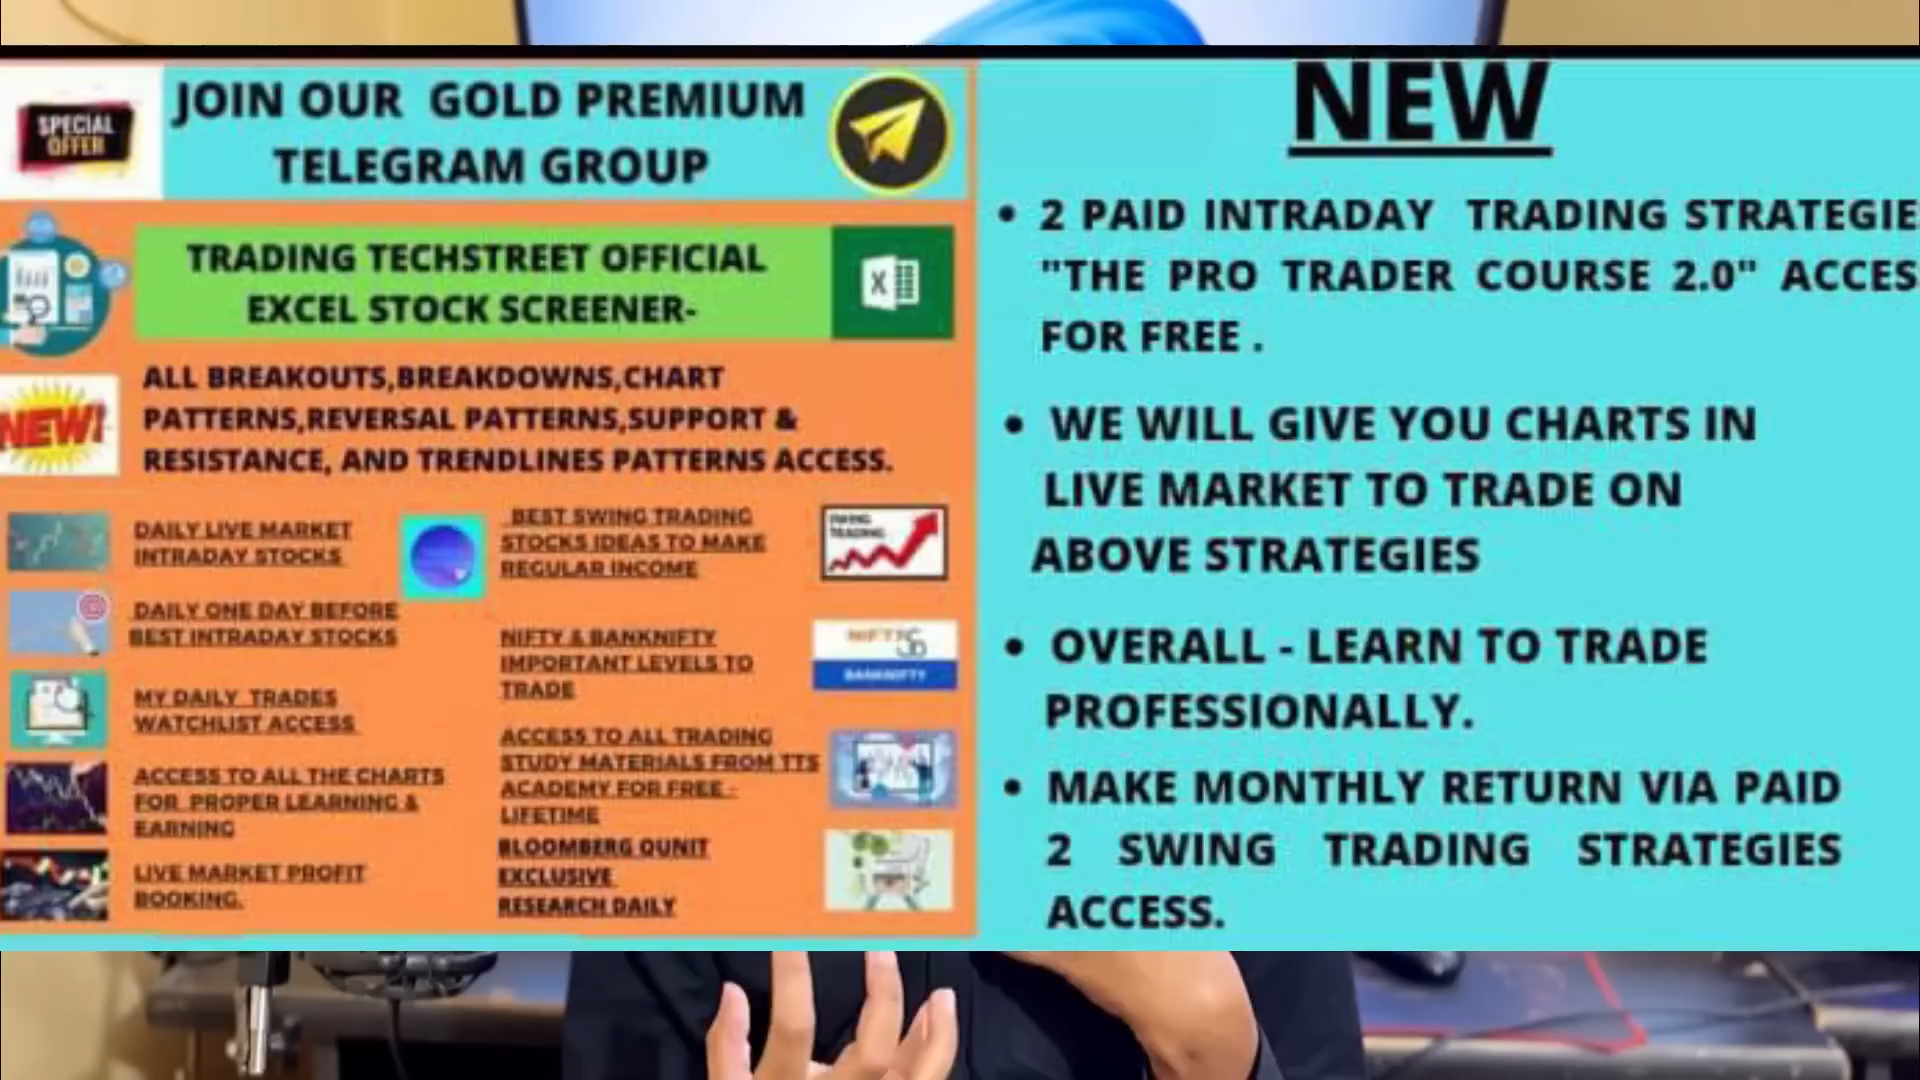 SPECIAL
OFFER
JOIN OUR GOLD PREMIUM
TELEGRAM GROUP
TRADING TECHSTREET OFFICIAL
EXCEL STOCK SCREENER-
X
NEW!
ALL BREAKOUTS,BREAKDOWNS,CHART
PATTERNS,REVERSAL PATTERNS,SUPPORT &
RESISTANCE, AND TRENDLINES PATTERNS ACCESS.
DAILY LIVE MARKET
INTRADAY STOCKS
DAILY ONE DAY BEFORE
BEST INTRADAY STOCKS
MY DAILY TRADES
WATCHLIST ACCESS
ACCESS TO ALL THE CHARTS
FOR PROPER LEARNING &
EARNING
LIVE MARKET PROFIT
BOOKING.
BEST SWING TRADING
STOCKS IDEAS TO MAKE
REGULAR INCOME
SWING
TRADING
NIFTY & BANKNIFTY
IMPORTANT LEVELS TO
TRADE
NIFTY
BANKNIFTY
ACCESS TO ALL TRADING
STUDY MATERIALS FROM TTS
ACADEMY FOR FREE -
LIFETIME
BLOOMBERG QUNIT
EXCLUSIVE
RESEARCH DAILY
NEW
• 2 PAID INTRADAY TRADING STRATEGIE
"THE PRO TRADER COURSE 2.0" ACCES
FOR FREE .
• WE WILL GIVE YOU CHARTS IN
LIVE MARKET TO TRADE ON
ABOVE STRATEGIES
• OVERALL - LEARN TO TRADE
PROFESSIONALLY.
• MAKE MONTHLY RETURN VIA PAID
2 SWING TRADING STRATEGIES
ACCESS.